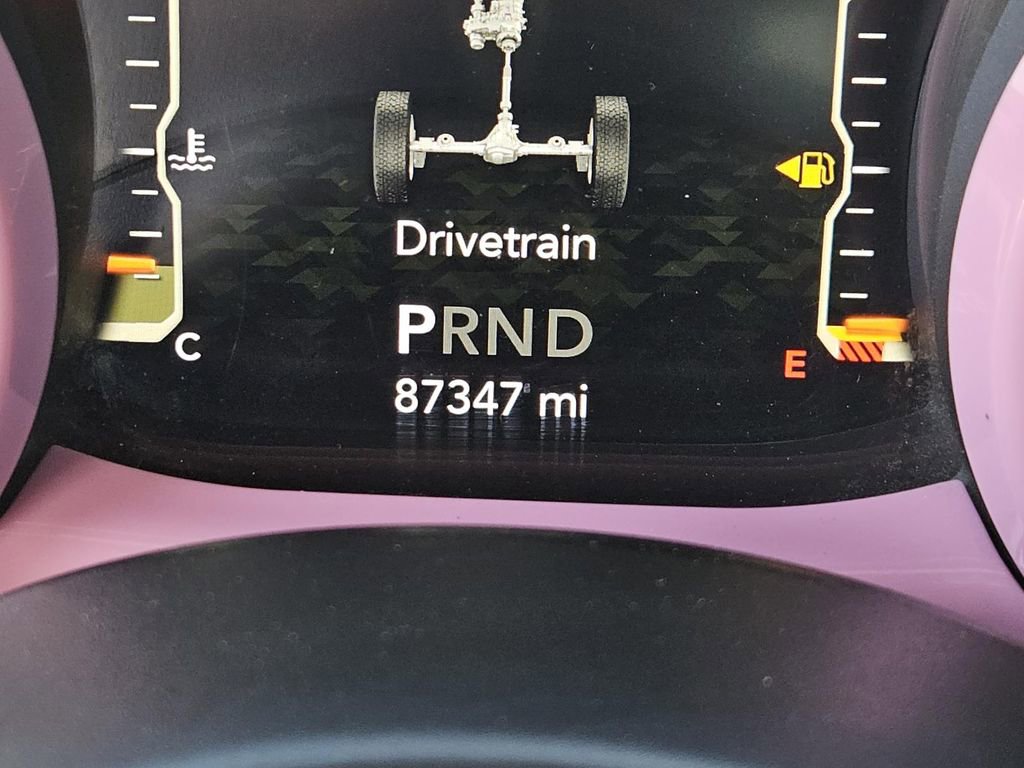 Drivetrain
PRND
C
E
87347 mi